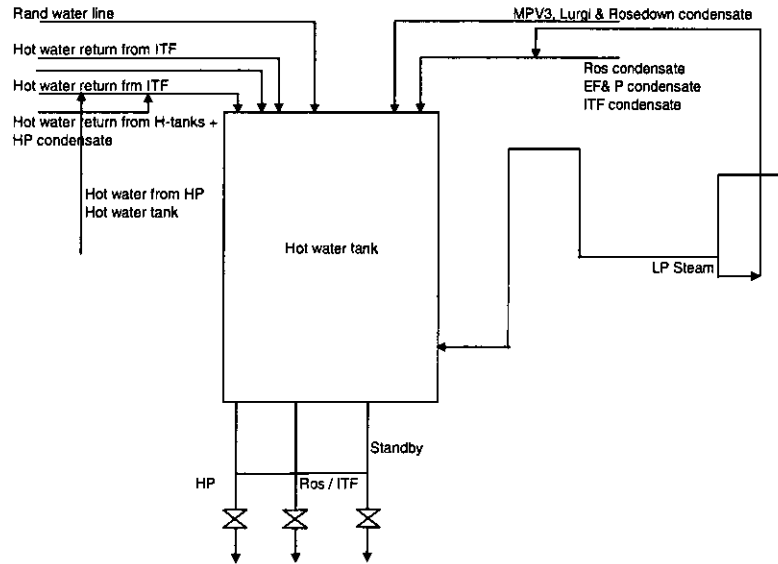 Rand water line
MPV3, Lurgi & Rosedown condensate
Hot water return from ITF
Hot water return frm ITF
Ros condensate
EF& P condensate
ITF condensate
Hot water return from H-tanks +
HP condensate
Hot water from HP
Hot water tank
Hot water tank
LP Steam
Standby
HP
Ros / ITF